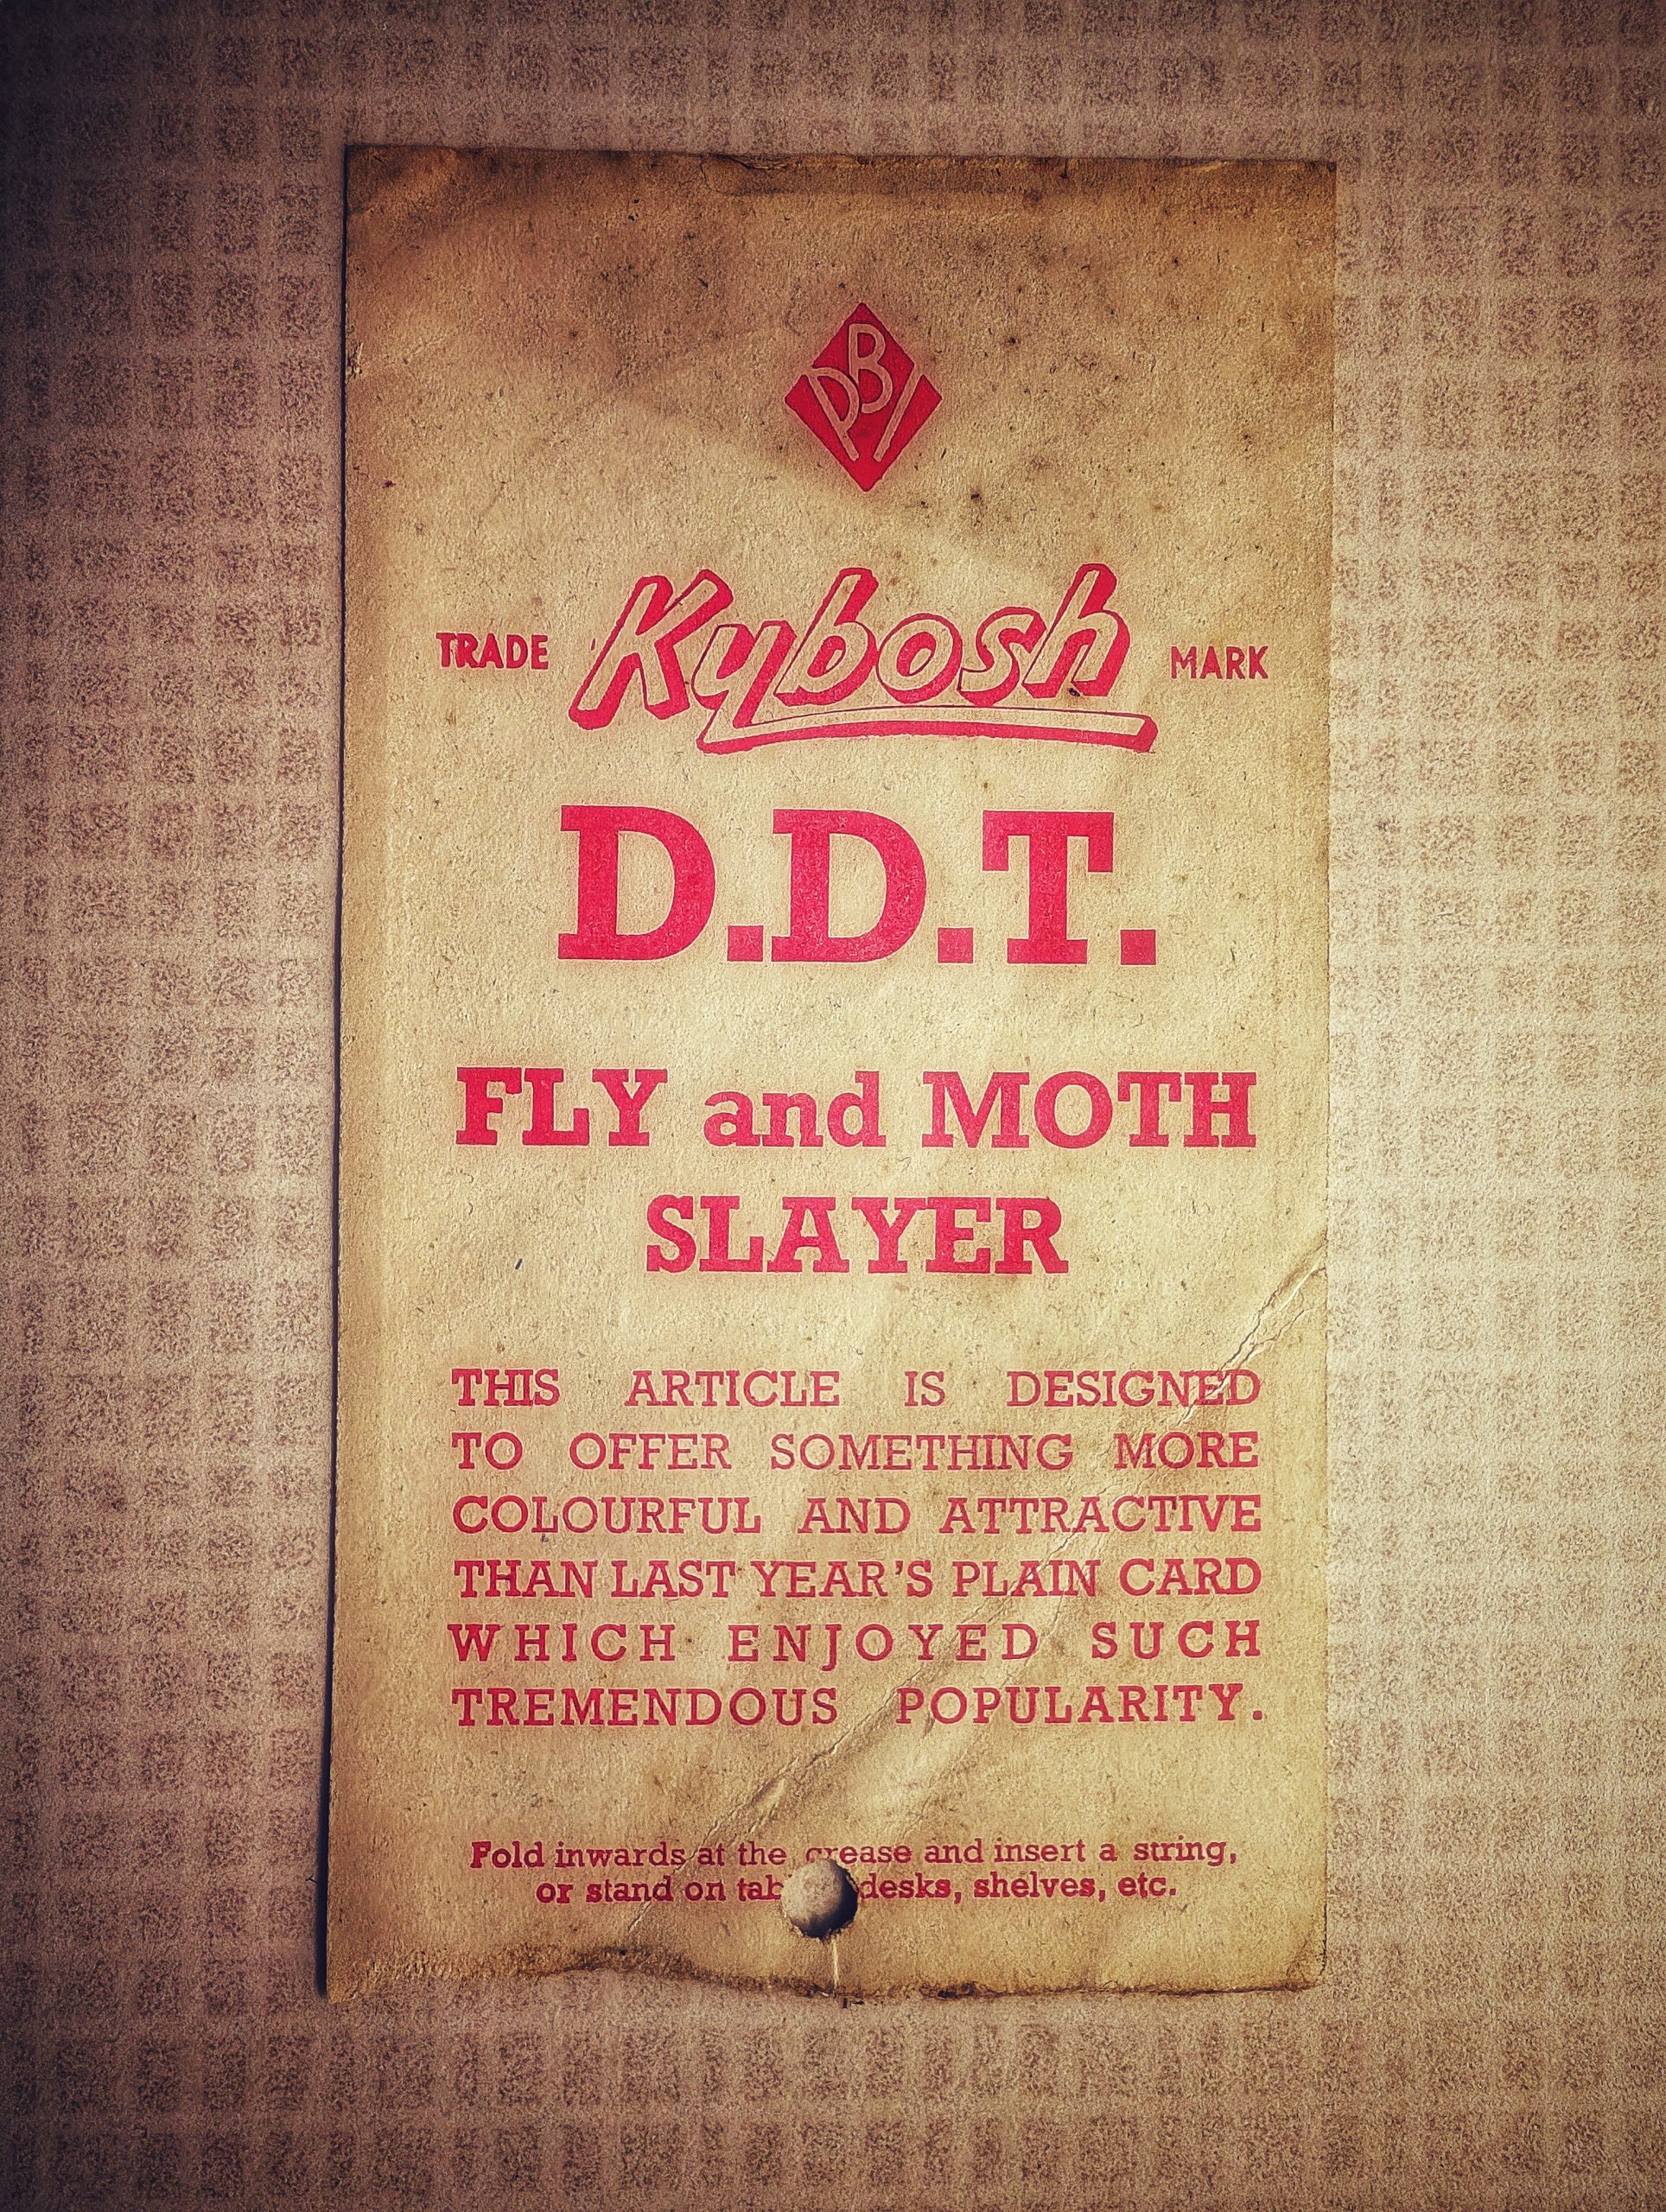 PBI
TRADE Kybosh MARK
D.D.T.
FLY and MOTH
SLAYER
THIS ARTICLE IS DESIGNED
TO OFFER SOMETHING MORE
COLOURFUL AND ATTRACTIVE
THAN LAST YEAR'S PLAIN CARD
WHICH ENJOYED SUCH
TREMENDOUS POPULARITY.
Fold inwards at the crease and insert a string,
or stand on desks, shelves, etc.